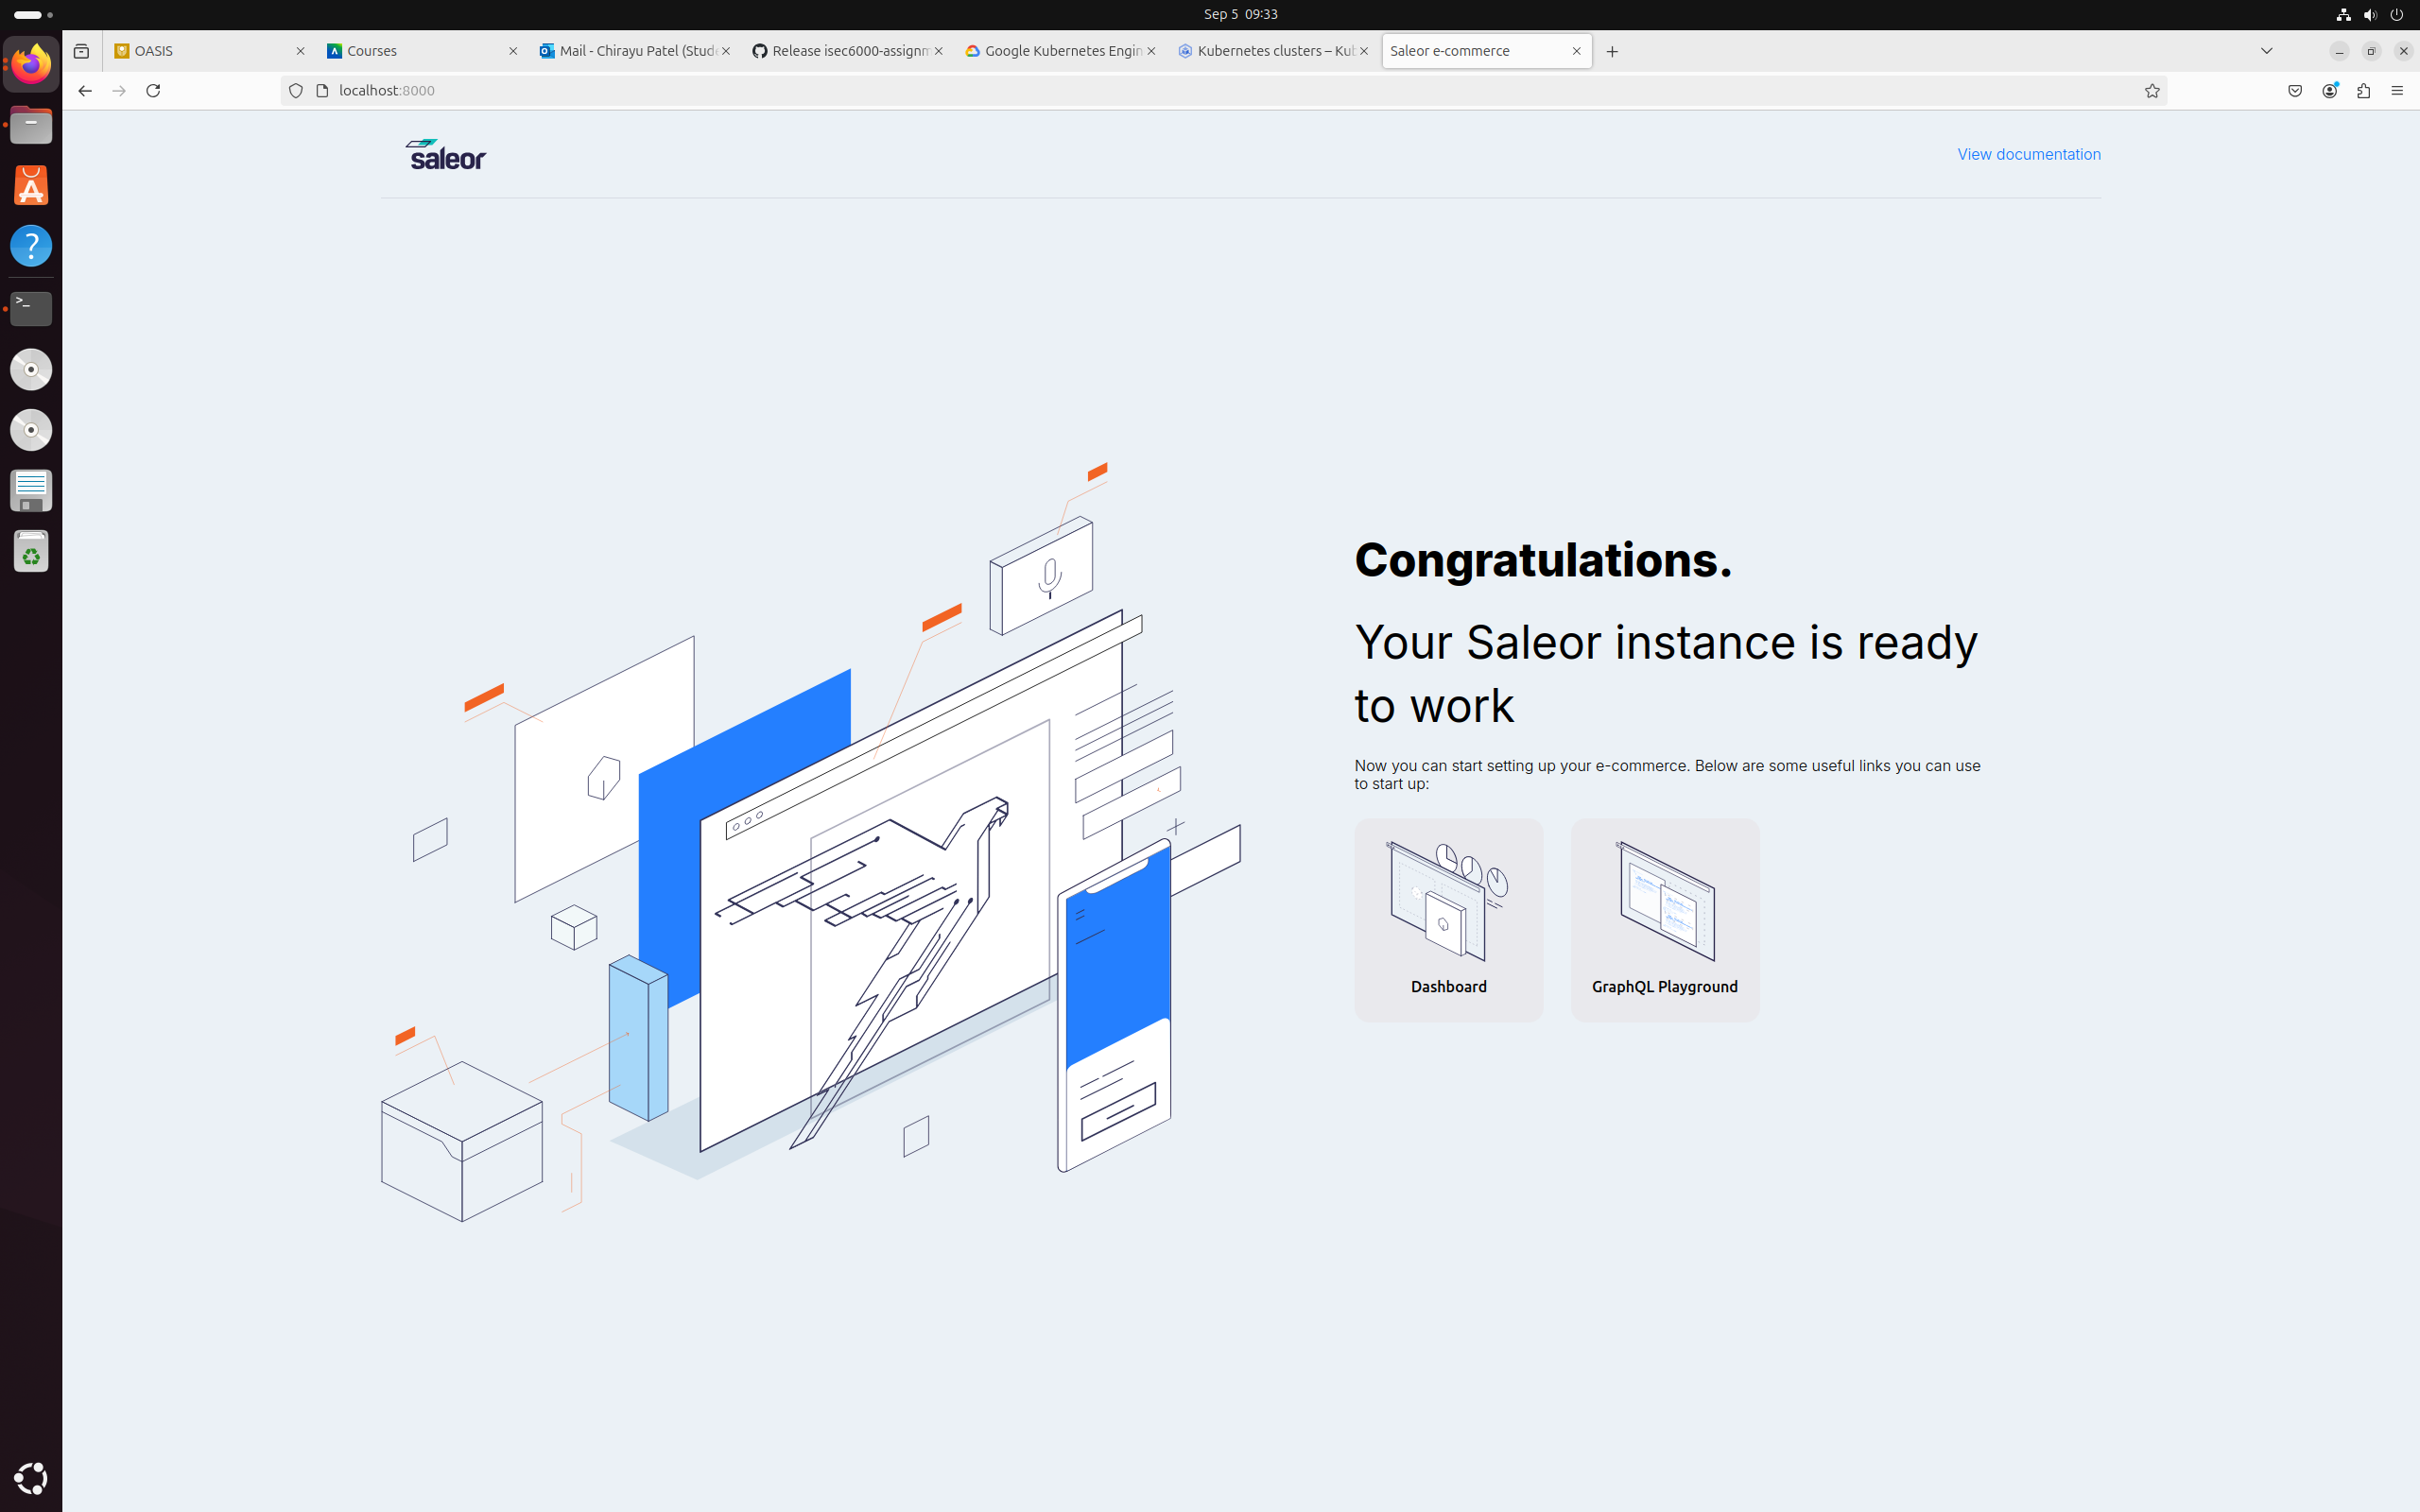 Sep 5 09:33
OASIS
Courses
Mail - Chirayu Patel (Stud
Release isec6000-assignm
Google Kubernetes Engin
Kubernetes clusters – Kub
Saleor e-commerce
localhost:8000
saleor
View documentation
Congratulations.
Your Saleor instance is ready
to work
Now you can start setting up your e-commerce. Below are some useful links you can use
to start up:
Dashboard
GraphQL Playground